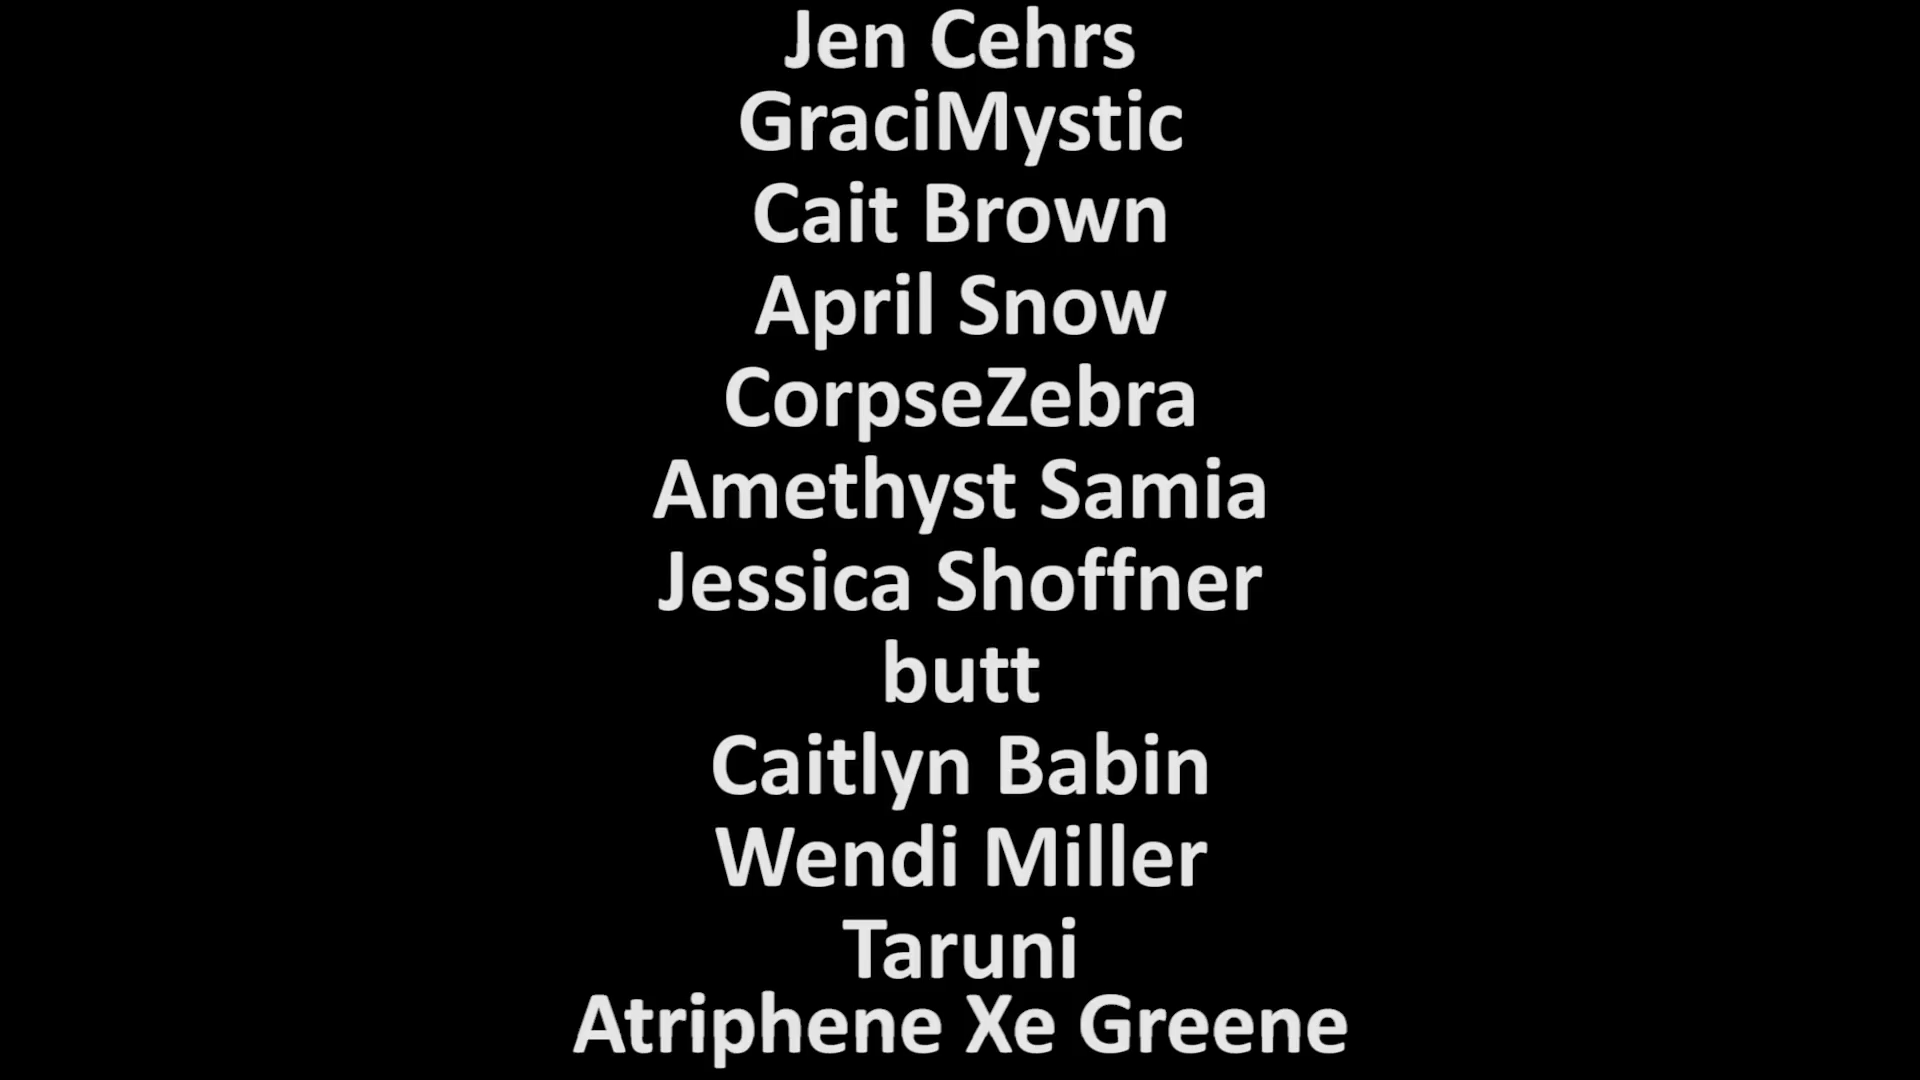 Jen Cehrs
GraciMystic
Cait Brown
April Snow
CorpseZebra
Amethyst Samia
Jessica Shoffner
butt
Caitlyn Babin
Wendi Miller
Taruni
Atriphene Xe Greene